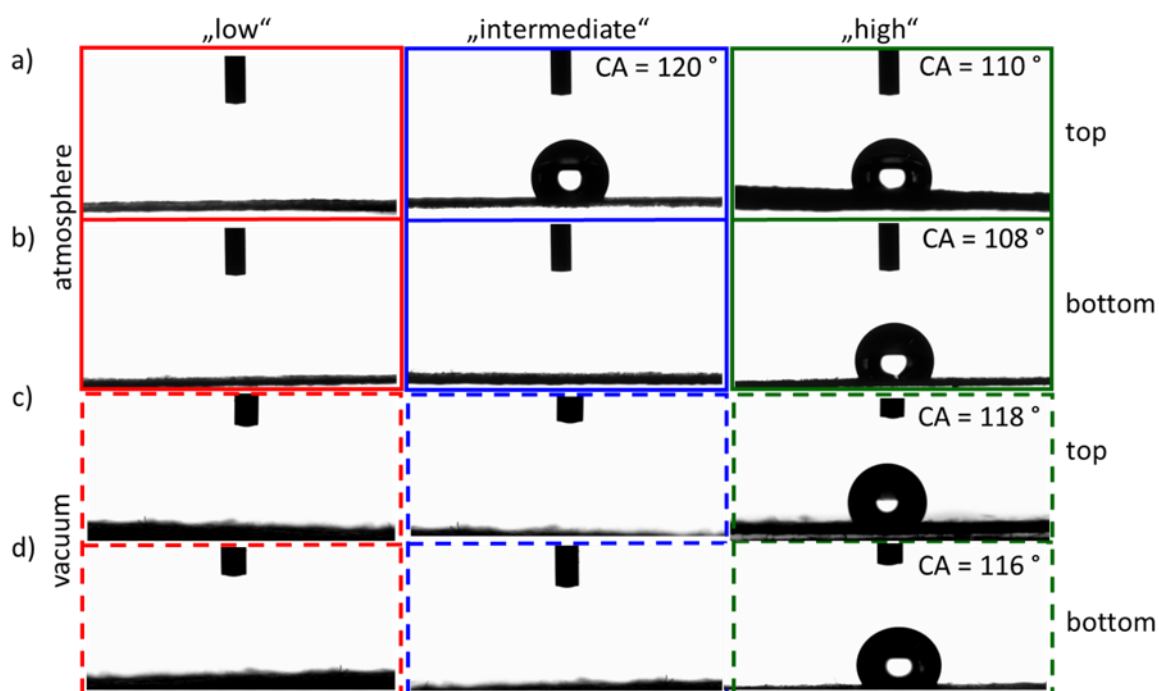 „low“ „intermediate“ „high“
a) CA = 120 ° CA = 110 ° top
atmosphere
b) CA = 108 ° bottom
c) CA = 118 ° top
vacuum
d) CA = 116 ° bottom